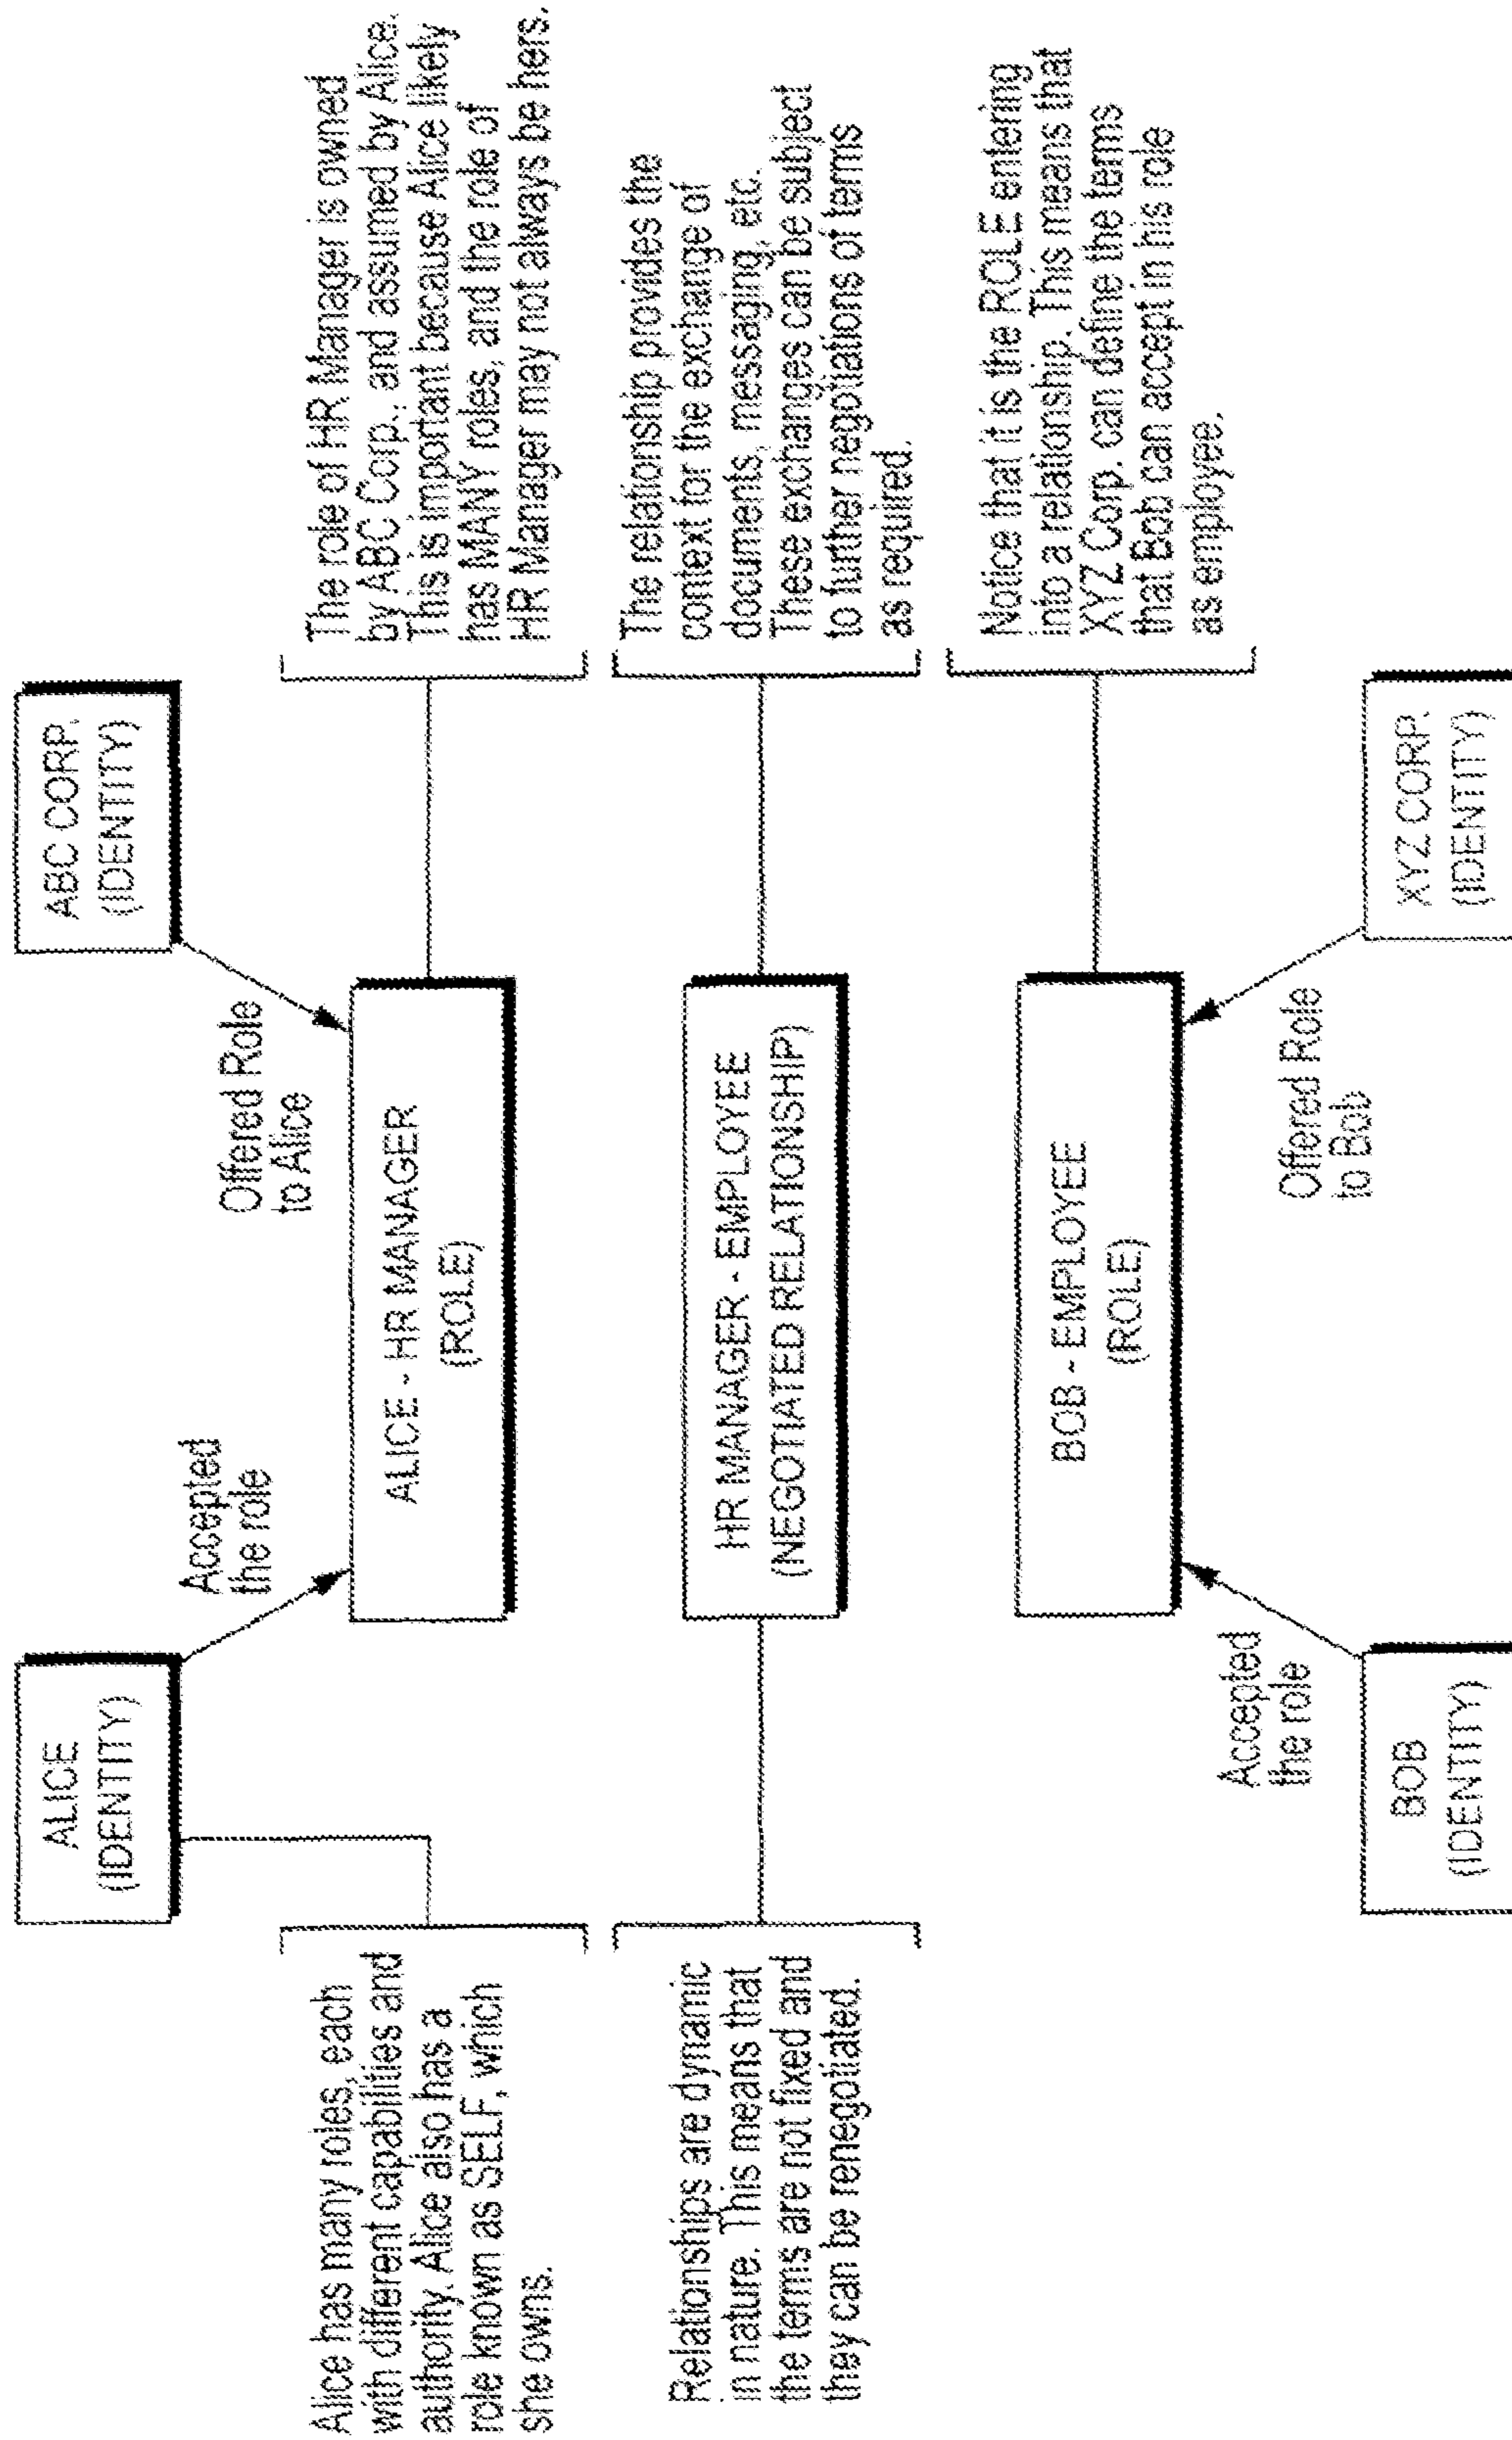 ALICE
(IDENTITY)
ABC CORP.
(IDENTITY)
Accepted
the role
Offered Role
to Alice
Alice has many roles, each
with different capabilities and
authority. Alice also has a
role known as SELF, which
she owns.
ALICE - HR MANAGER
(ROLE)
The role of HR Manager is owned
by ABC Corp., and assumed by Alice.
This is important because Alice likely
has MANY roles, and the role of
HR Manager may not always be hers.
Relationships are dynamic
in nature. This means that
the terms are not fixed and
they can be renegotiated.
HR MANAGER - EMPLOYEE
(NEGOTIATED RELATIONSHIP)
The relationship provides the
context for the exchange of
documents, messaging, etc.
These exchanges can be subject
to further negotiations of terms
as required.
BOB - EMPLOYEE
(ROLE)
Notice that it is the ROLE entering
into a relationship. This means that
XYZ Corp. can define the terms
that Bob can accept in his role
as employee.
Accepted
the role
Offered Role
to Bob
BOB
(IDENTITY)
XYZ CORP.
(IDENTITY)